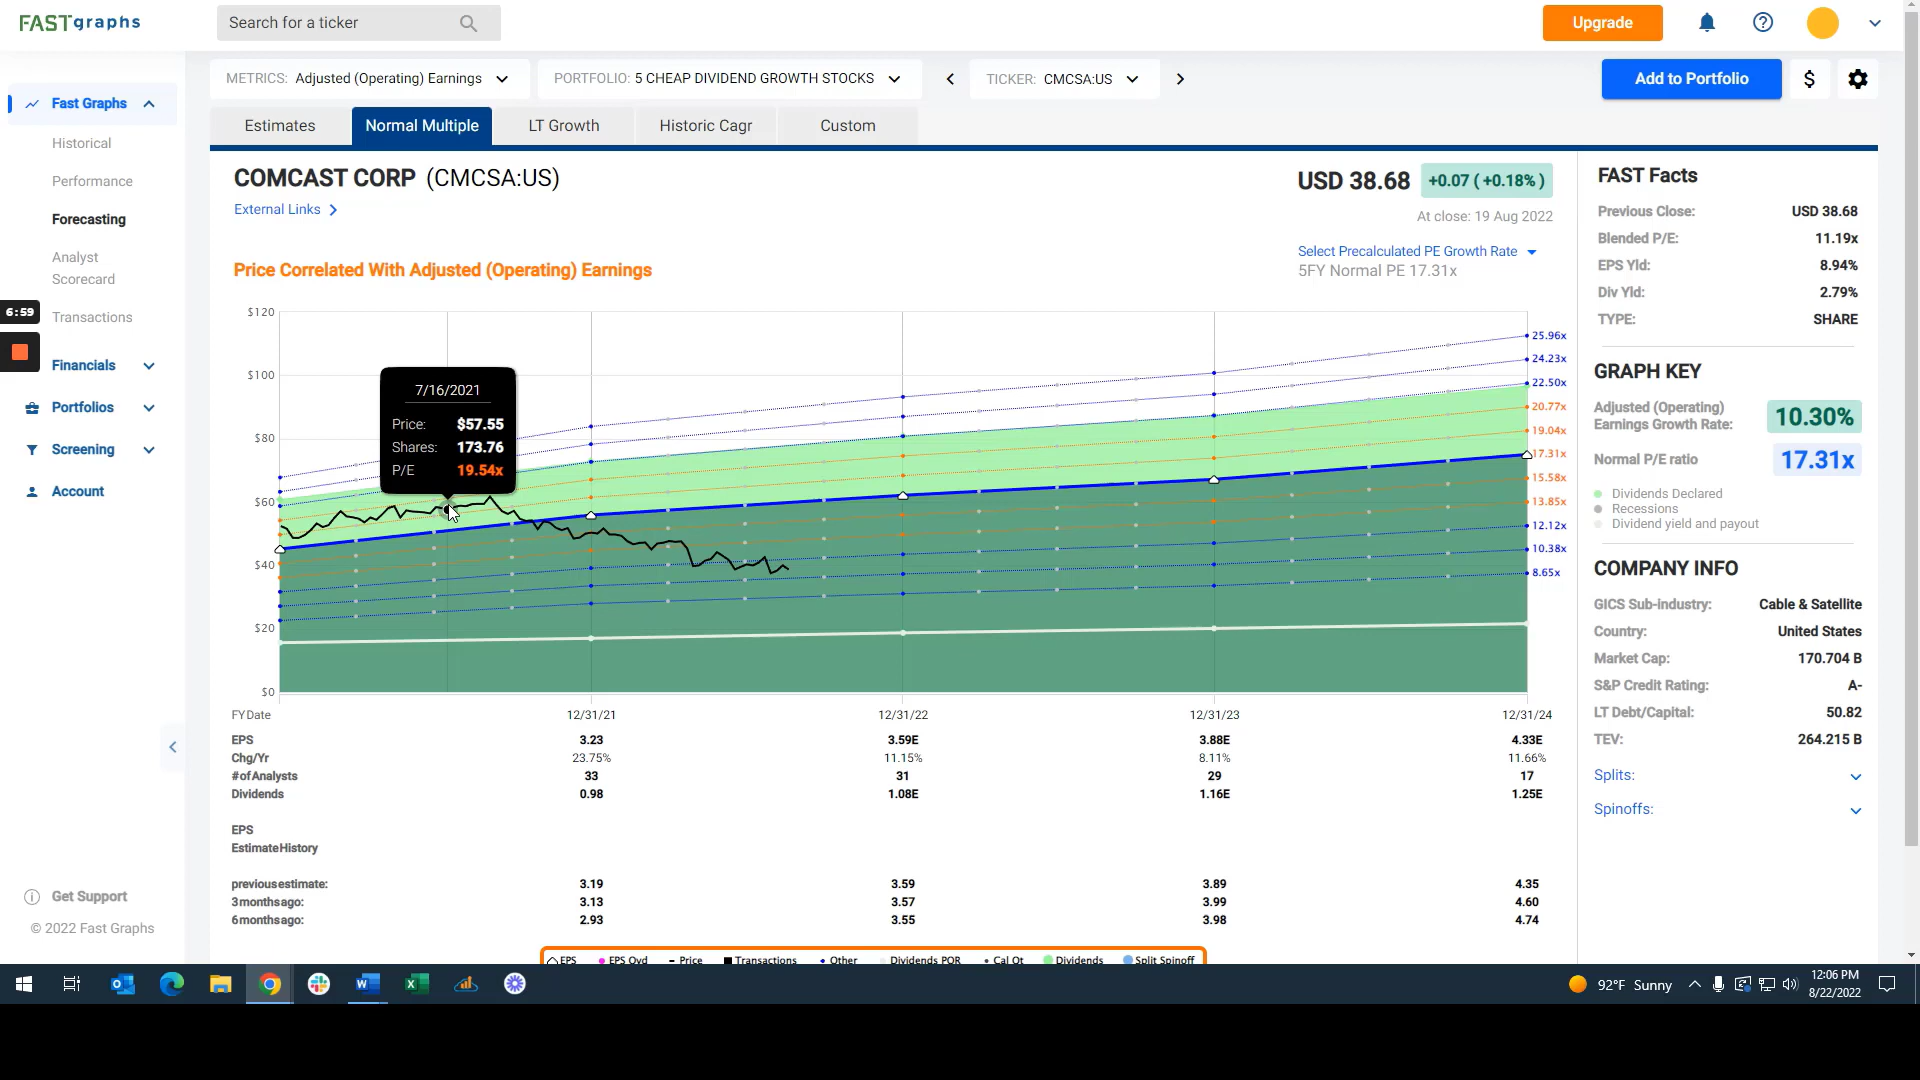 FASTgraphs
Search for a ticker
Upgrade
METRICS: Adjusted (Operating) Earnings
PORTFOLIO: 5 CHEAP DIVIDEND GROWTH STOCKS
TICKER: CMCSA:US
Add to Portfolio
$
Fast Graphs
Historical
Performance
Forecasting
Analyst
Scorecard
Transactions
6:59
Financials
Portfolios
Screening
Account
Get Support
© 2022 Fast Graphs
Estimates
Normal Multiple
LT Growth
Historic Cagr
Custom
COMCAST CORP (CMCSA:US)
External Links
USD 38.68 +0.07 ( +0.18% )
At close: 19 Aug 2022
Price Correlated With Adjusted (Operating) Earnings
Select Precalculated PE Growth Rate
5FY Normal PE 17.31x
$120
$100
$80
$60
$40
$20
$0
7/16/2021
Price: $57.55
Shares: 173.76
P/E 19.54x
25.96x
24.23x
22.50x
20.77x
19.04x
17.31x
15.58x
13.85x
12.12x
10.38x
8.65x
FY Date 12/31/21 12/31/22 12/31/23 12/31/24
EPS 3.23 3.59E 3.88E 4.33E
Chg/Yr 23.75% 11.15% 8.11% 11.66%
# of Analysts 33 31 29 17
Dividends 0.98 1.08E 1.16E 1.25E
EPS
Estimate History
previous estimate: 3.19 3.59 3.89 4.35
3 months ago: 3.13 3.57 3.99 4.60
6 months ago: 2.93 3.55 3.98 4.74
EPS EPS Ovd Price Transactions Other Dividends POR Cal Qt Dividends Split Spinoff
FAST Facts
Previous Close: USD 38.68
Blended P/E: 11.19x
EPS Yld: 8.94%
Div Yld: 2.79%
TYPE: SHARE
GRAPH KEY
Adjusted (Operating)
Earnings Growth Rate: 10.30%
Normal P/E ratio 17.31x
Dividends Declared
Recessions
Dividend yield and payout
COMPANY INFO
GICS Sub-industry: Cable & Satellite
Country: United States
Market Cap: 170.704 B
S&P Credit Rating: A-
LT Debt/Capital: 50.82
TEV: 264.215 B
Splits:
Spinoffs:
92°F Sunny
12:06 PM
8/22/2022